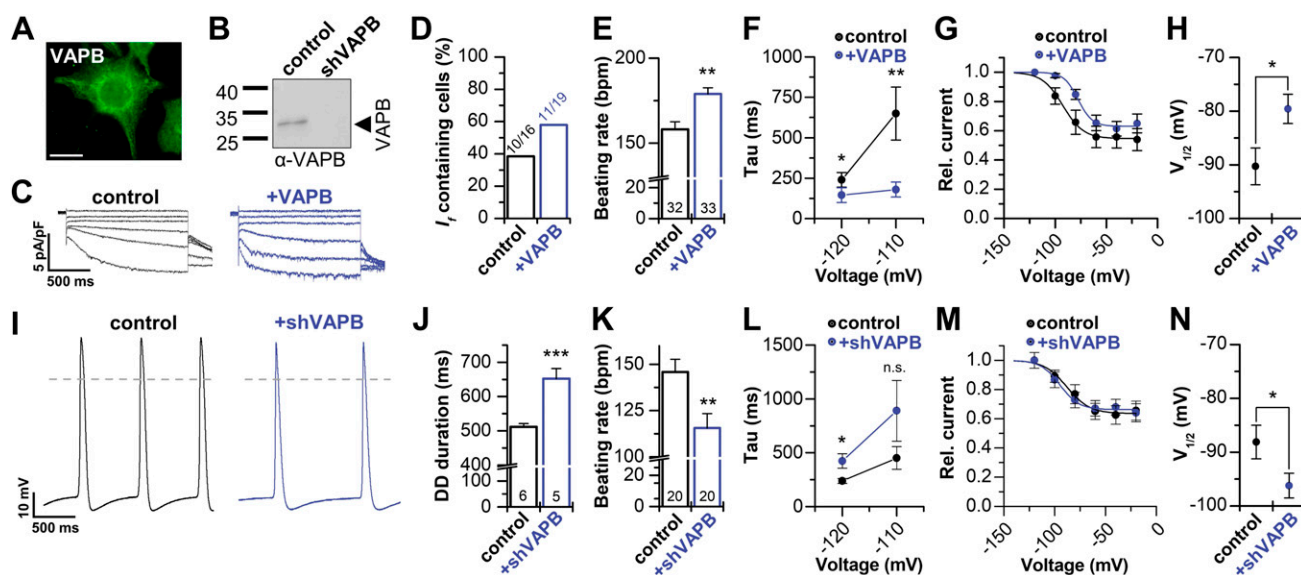 A
VAPB
B
control
shVAPB
40
35
25
VAPB
α-VAPB
C
control
+VAPB
5 pA/pF
500 ms
D
If containing cells (%)
100
80
60
40
20
0
10/16
11/19
control
+VAPB
E
Beating rate (bpm)
200
150
20
0
**
32
33
control
+VAPB
F
control
+VAPB
Tau (ms)
1000
750
500
250
0
*
**
-120
-110
Voltage (mV)
G
control
+VAPB
Rel. current
1.0
0.8
0.6
0.4
0.2
0.0
-150
-100
-50
0
Voltage (mV)
H
V1/2 (mV)
-70
-80
-90
-100
*
control
+VAPB
I
control
+shVAPB
10 mV
500 ms
J
DD duration (ms)
700
600
500
400
100
0
***
6
5
control
+shVAPB
K
Beating rate (bpm)
150
125
100
20
0
**
20
20
control
+shVAPB
L
control
+shVAPB
Tau (ms)
1500
1000
500
0
*
n.s.
-120
-110
Voltage (mV)
M
control
+shVAPB
Rel. current
1.0
0.8
0.6
0.4
0.2
0.0
-150
-100
-50
0
Voltage (mV)
N
V1/2 (mV)
-70
-80
-90
-100
*
control
+shVAPB